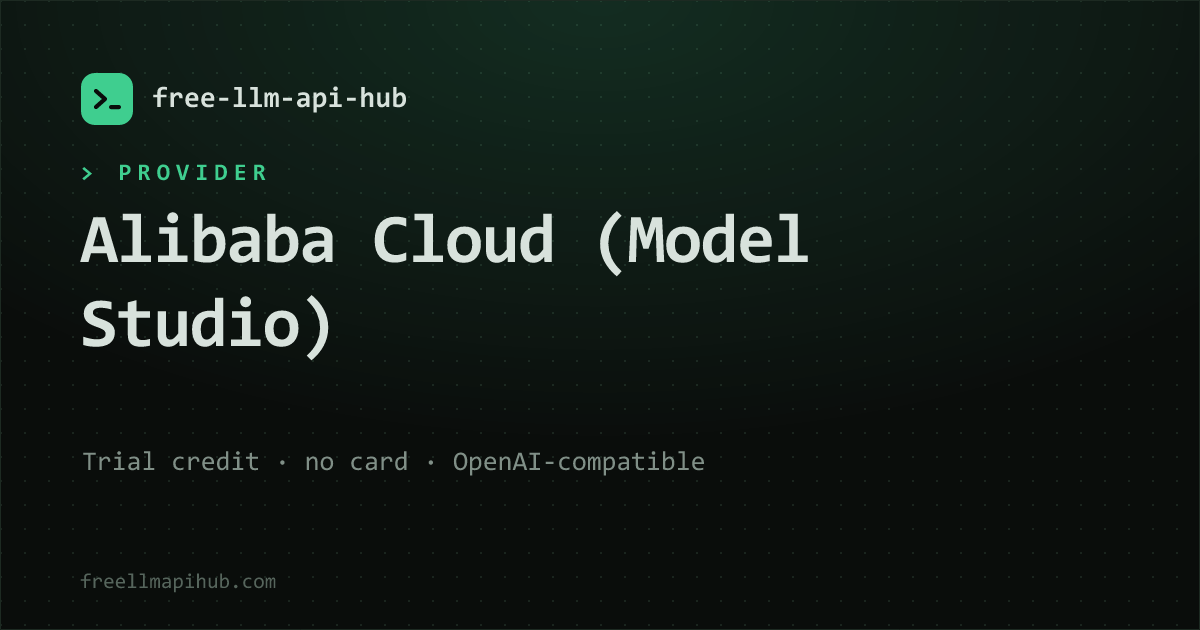 free-llm-api-hub
> PROVIDER
Alibaba Cloud (Model
Studio)
Trial credit · no card · OpenAI-compatible
freellmapihub.com